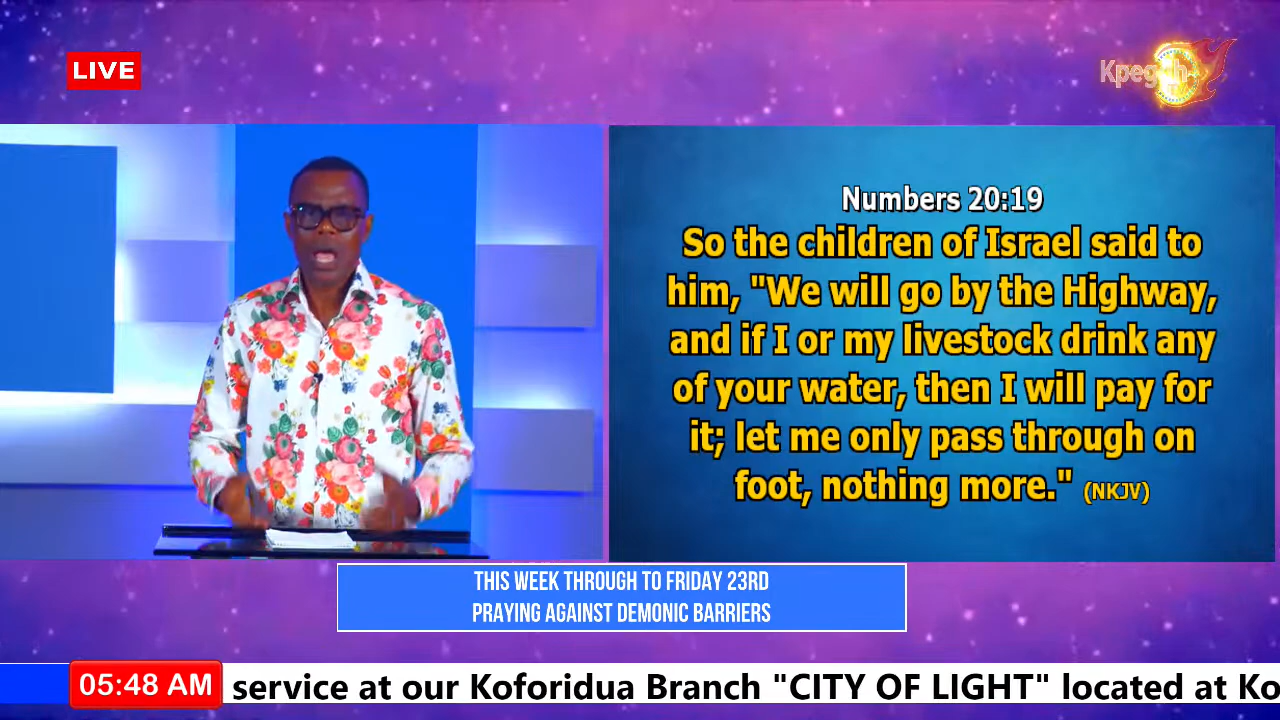 LIVE
Numbers 20:19
So the children of Israel said to
him, "We will go by the Highway,
and if I or my livestock drink any
of your water, then I will pay for
it; let me only pass through on
foot, nothing more." (NKJV)
THIS WEEK THROUGH TO FRIDAY 23RD
PRAYING AGAINST DEMONIC BARRIERS
05:48 AM service at our Koforidua Branch "CITY OF LIGHT" located at Ko